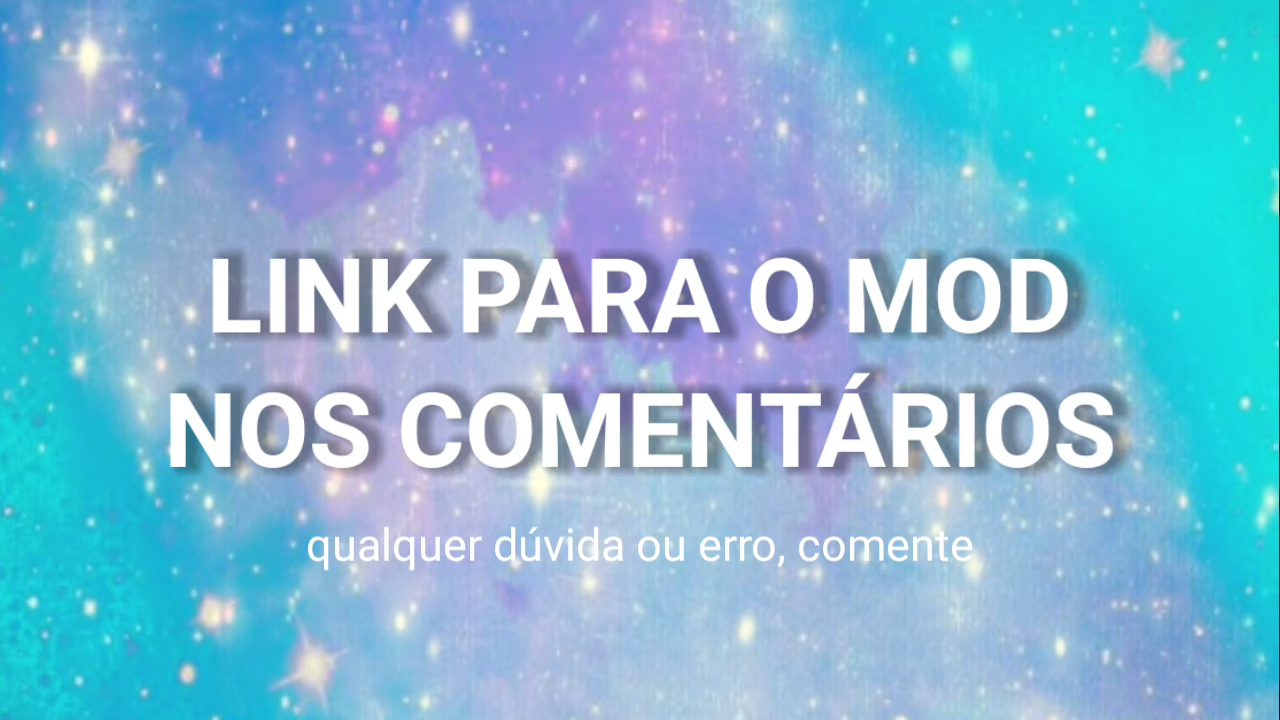 LINK PARA O MOD
NOS COMENTÁRIOS
qualquer dúvida ou erro, comente